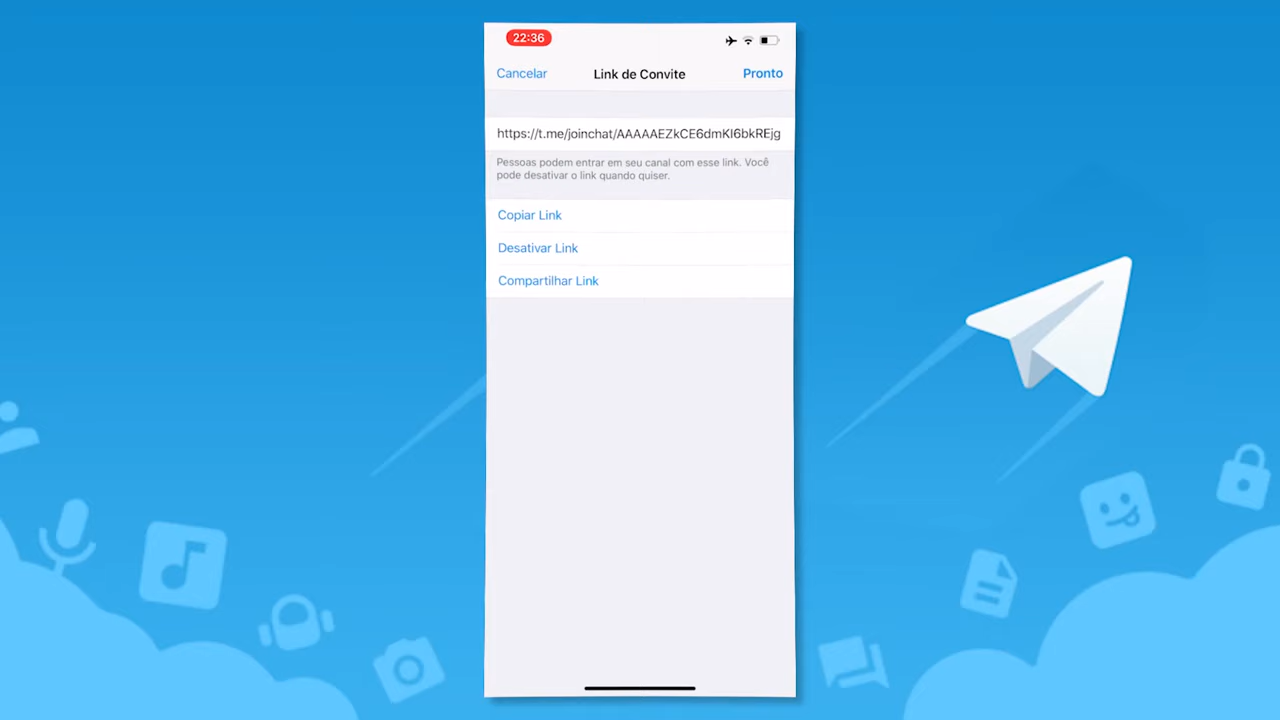 22:36
Cancelar Link de Convite Pronto
https://t.me/joinchat/AAAAAEZkCE6dmKI6bkREjg
Pessoas podem entrar em seu canal com esse link. Você
pode desativar o link quando quiser.
Copiar Link
Desativar Link
Compartilhar Link